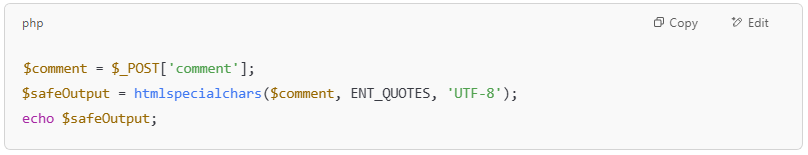 php Copy Edit
$comment = $_POST['comment'];
$safeOutput = htmlspecialchars($comment, ENT_QUOTES, 'UTF-8');
echo $safeOutput;